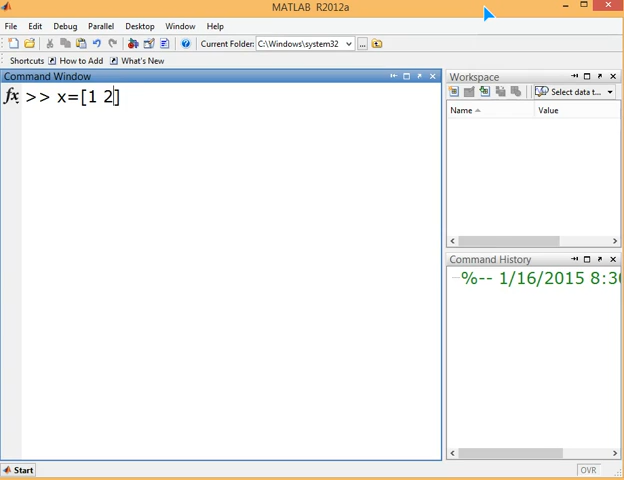 MATLAB R2012a
File Edit Debug Parallel Desktop Window Help
Current Folder: C:\Windows\system32
Shortcuts How to Add What's New
Command Window
fx >> x=[1 2]
Workspace
Select data t...
Name Value
Command History
%-- 1/16/2015 8:3
Start
OVR